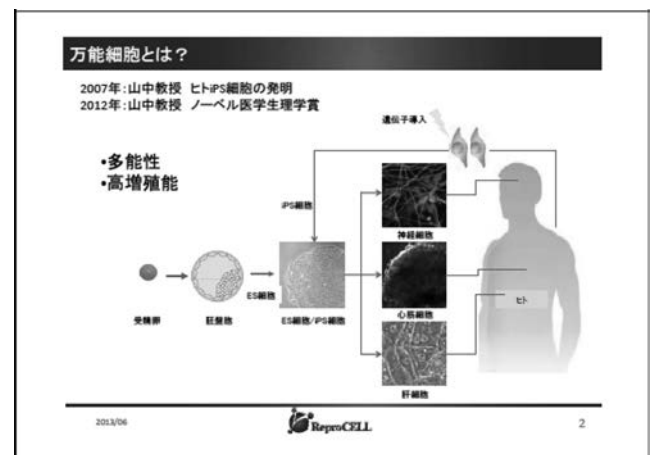 万能細胞とは？
2007年：山中教授 ヒトiPS細胞の発明
2012年：山中教授 ノーベル医学生理学賞
遺伝子導入
•多能性
•高増殖能
iPS細胞
神経細胞
ES細胞
受精卵
胚盤胞
ES細胞/iPS細胞
心筋細胞
ヒト
肝細胞
2013/06
ReproCELL
2